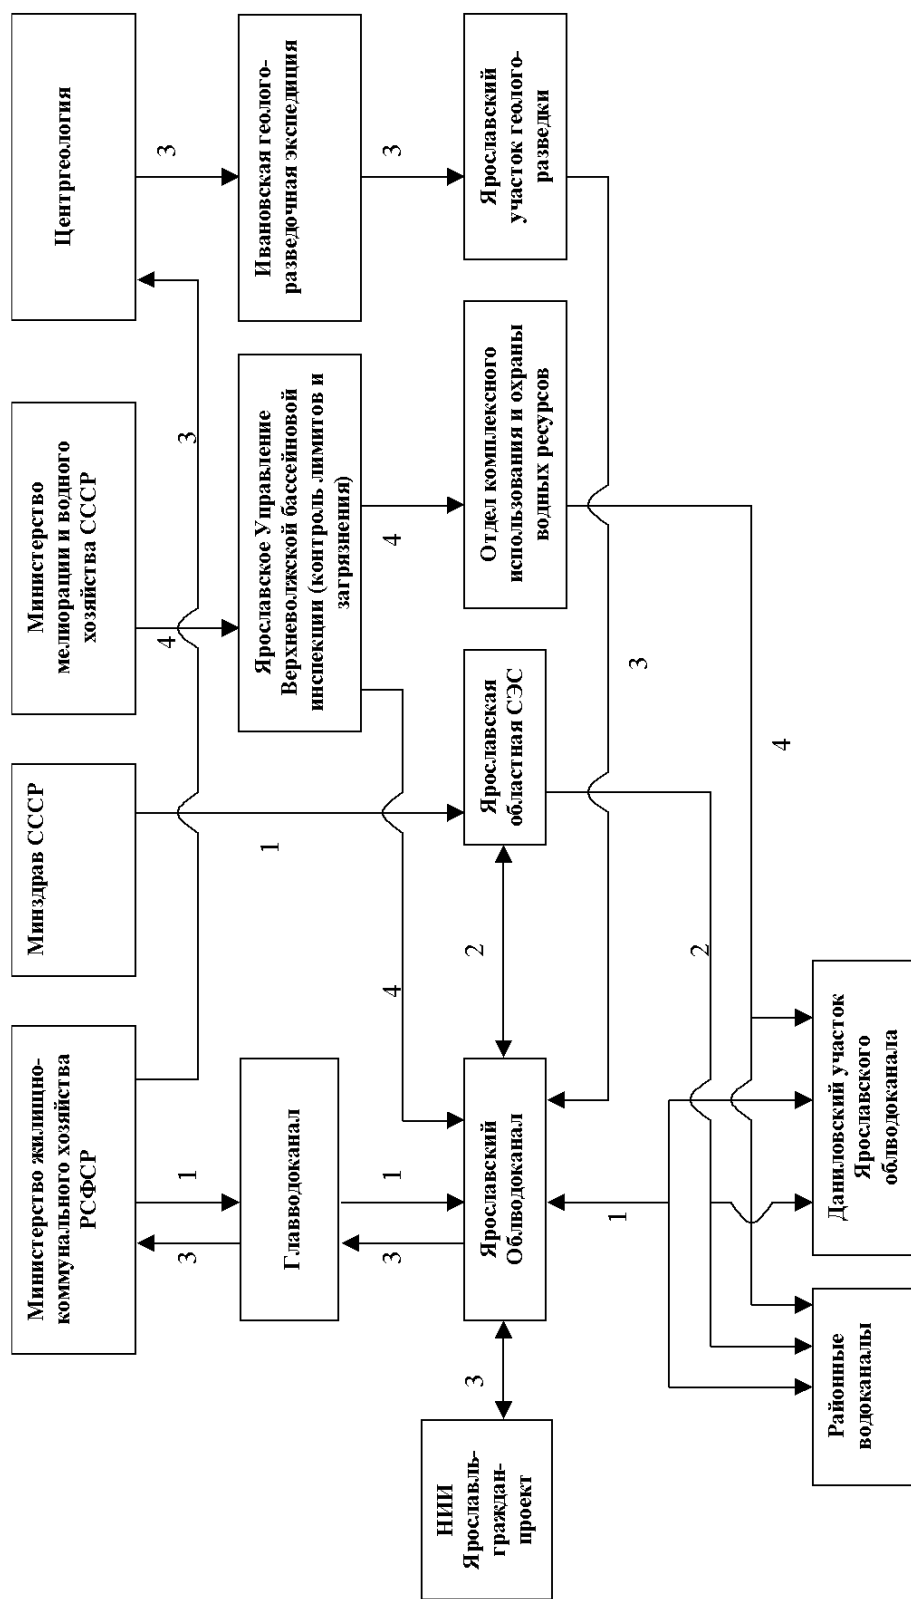 Министерство жилищно-
коммунального хозяйства
РСФСР
Минздрав СССР
Министерство
мелиорации и водного
хозяйства СССР
Центргеология
3
1
4
3
3
1
Главводоканал
Ярославское Управление
Верхневолжской бассейновой
инспекции (контроль лимитов и
загрязнения)
Ивановская геолого-
разведочная экспедиция
3
1
4
4
3
НИИ
Ярославль-
граждан-
проект
3
Ярославский
Облводоканал
2
Ярославская
областная СЭС
Отдел комплексного
использования и охраны
водных ресурсов
Ярославский
участок геолого-
разведки
1
3
2
4
Районные
водоканалы
Даниловский участок
Ярославского
облводоканала